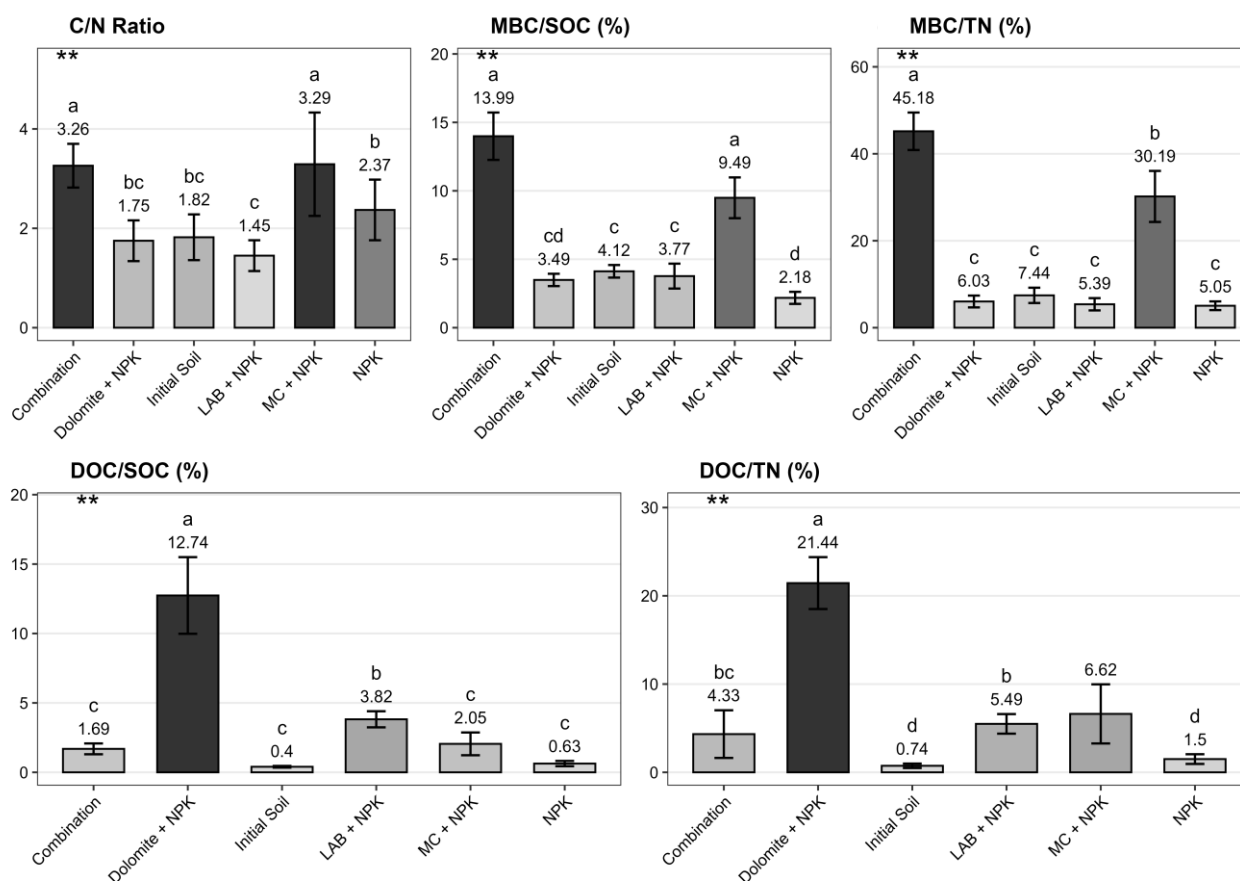 C/N Ratio
**
a
3.26
bc
1.75
bc
1.82
c
1.45
a
3.29
b
2.37
4
2
0
Combination
Dolomite + NPK
Initial Soil
LAB + NPK
MC + NPK
NPK
MBC/SOC (%)
20
**
a
13.99
cd
3.49
c
4.12
c
3.77
a
9.49
d
2.18
15
10
5
0
Combination
Dolomite + NPK
Initial Soil
LAB + NPK
MC + NPK
NPK
MBC/TN (%)
**
a
45.18
c
6.03
c
7.44
c
5.39
b
30.19
c
5.05
60
40
20
0
Combination
Dolomite + NPK
Initial Soil
LAB + NPK
MC + NPK
NPK
DOC/SOC (%)
20
**
c
1.69
a
12.74
c
0.4
b
3.82
c
2.05
c
0.63
15
10
5
0
Combination
Dolomite + NPK
Initial Soil
LAB + NPK
MC + NPK
NPK
DOC/TN (%)
**
bc
4.33
a
21.44
d
0.74
b
5.49
6.62
d
1.5
30
20
10
0
Combination
Dolomite + NPK
Initial Soil
LAB + NPK
MC + NPK
NPK